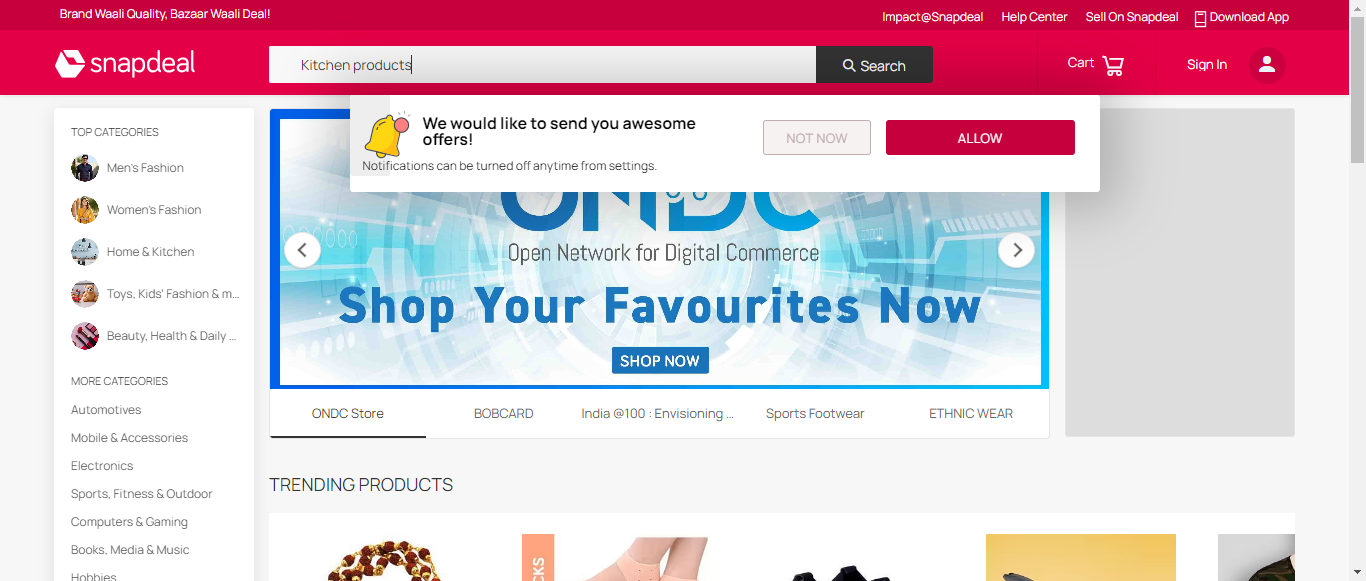 Brand Waali Quality, Bazaar Waali Deal!
Impact@Snapdeal
Help Center
Sell On Snapdeal
Download App
snapdeal
Kitchen products
Search
Cart
Sign In
We would like to send you awesome
offers!
Notifications can be turned off anytime from settings.
NOT NOW
ALLOW
TOP CATEGORIES
Men's Fashion
Women's Fashion
Home & Kitchen
Toys, Kids' Fashion & m...
Beauty, Health & Daily ...
MORE CATEGORIES
Automotives
Mobile & Accessories
Electronics
Sports, Fitness & Outdoor
Computers & Gaming
Books, Media & Music
Hobbies
ONDC
Open Network for Digital Commerce
Shop Your Favourites Now
SHOP NOW
ONDC Store
BOBCARD
India @100 : Envisioning ...
Sports Footwear
ETHNIC WEAR
TRENDING PRODUCTS